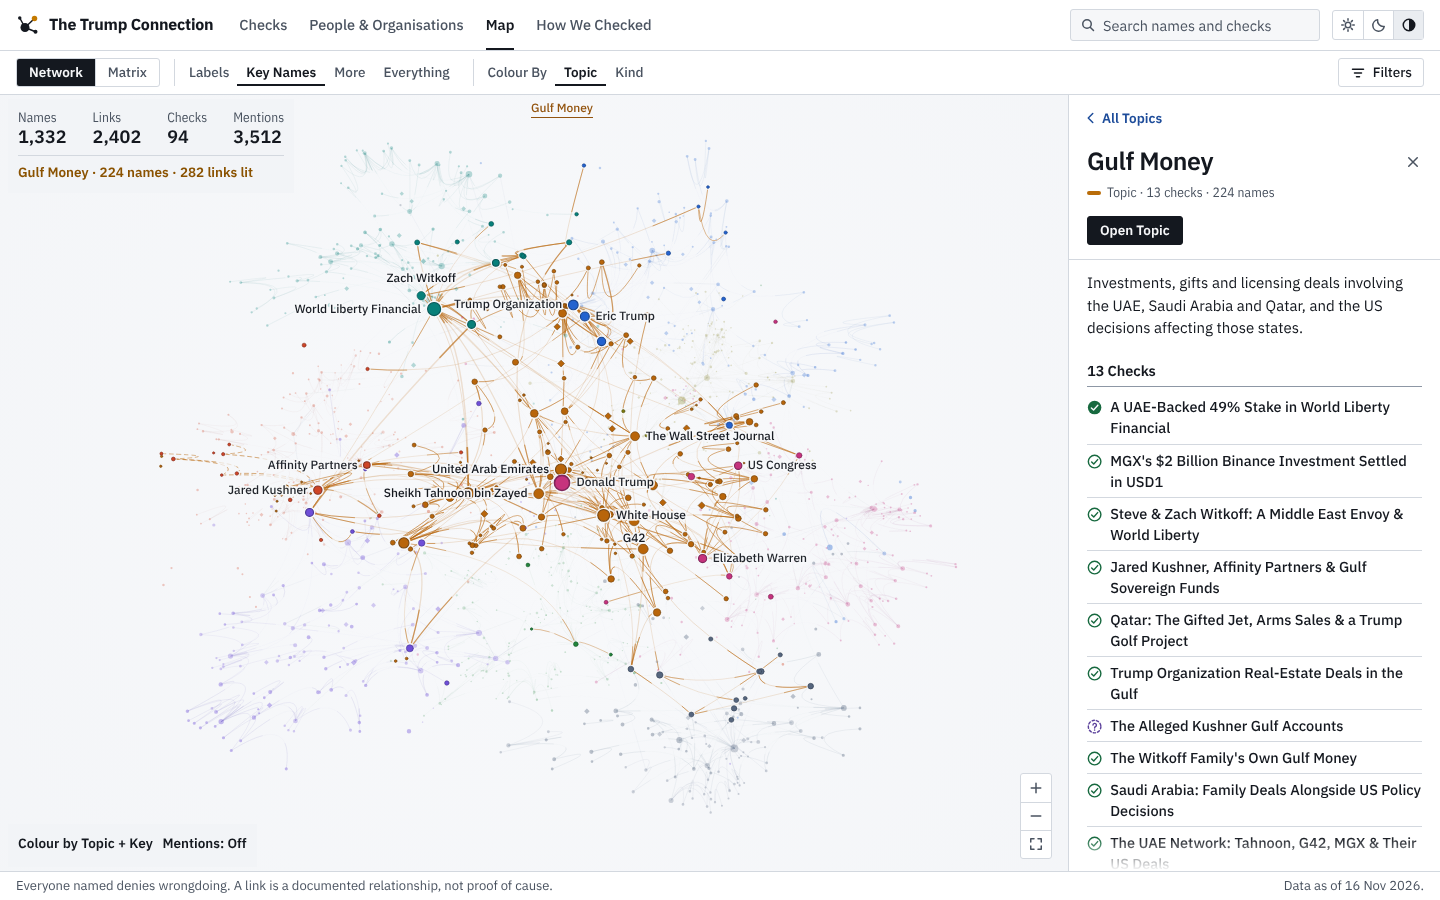 The Trump Connection
Checks
People & Organisations
Map
How We Checked
Search names and checks
Network
Matrix
Labels
Key Names
More
Everything
Colour By
Topic
Kind
Filters
Names
Links
Checks
Mentions
1,332
2,402
94
3,512
Gulf Money · 224 names · 282 links lit
Gulf Money
Zach Witkoff
World Liberty Financial
Trump Organization
Eric Trump
The Wall Street Journal
Affinity Partners
United Arab Emirates
US Congress
Jared Kushner
Sheikh Tahnoon bin Zayed
Donald Trump
White House
G42
Elizabeth Warren
Colour by Topic + Key
Mentions: Off
All Topics
Gulf Money
Topic · 13 checks · 224 names
Open Topic
Investments, gifts and licensing deals involving
the UAE, Saudi Arabia and Qatar, and the US
decisions affecting those states.
13 Checks
A UAE-Backed 49% Stake in World Liberty
Financial
MGX's $2 Billion Binance Investment Settled
in USD1
Steve & Zach Witkoff: A Middle East Envoy &
World Liberty
Jared Kushner, Affinity Partners & Gulf
Sovereign Funds
Qatar: The Gifted Jet, Arms Sales & a Trump
Golf Project
Trump Organization Real-Estate Deals in the
Gulf
The Alleged Kushner Gulf Accounts
The Witkoff Family's Own Gulf Money
Saudi Arabia: Family Deals Alongside US Policy
Decisions
The UAE Network: Tahnoon, G42, MGX & Their
US Deals
Everyone named denies wrongdoing. A link is a documented relationship, not proof of cause.
Data as of 16 Nov 2026.